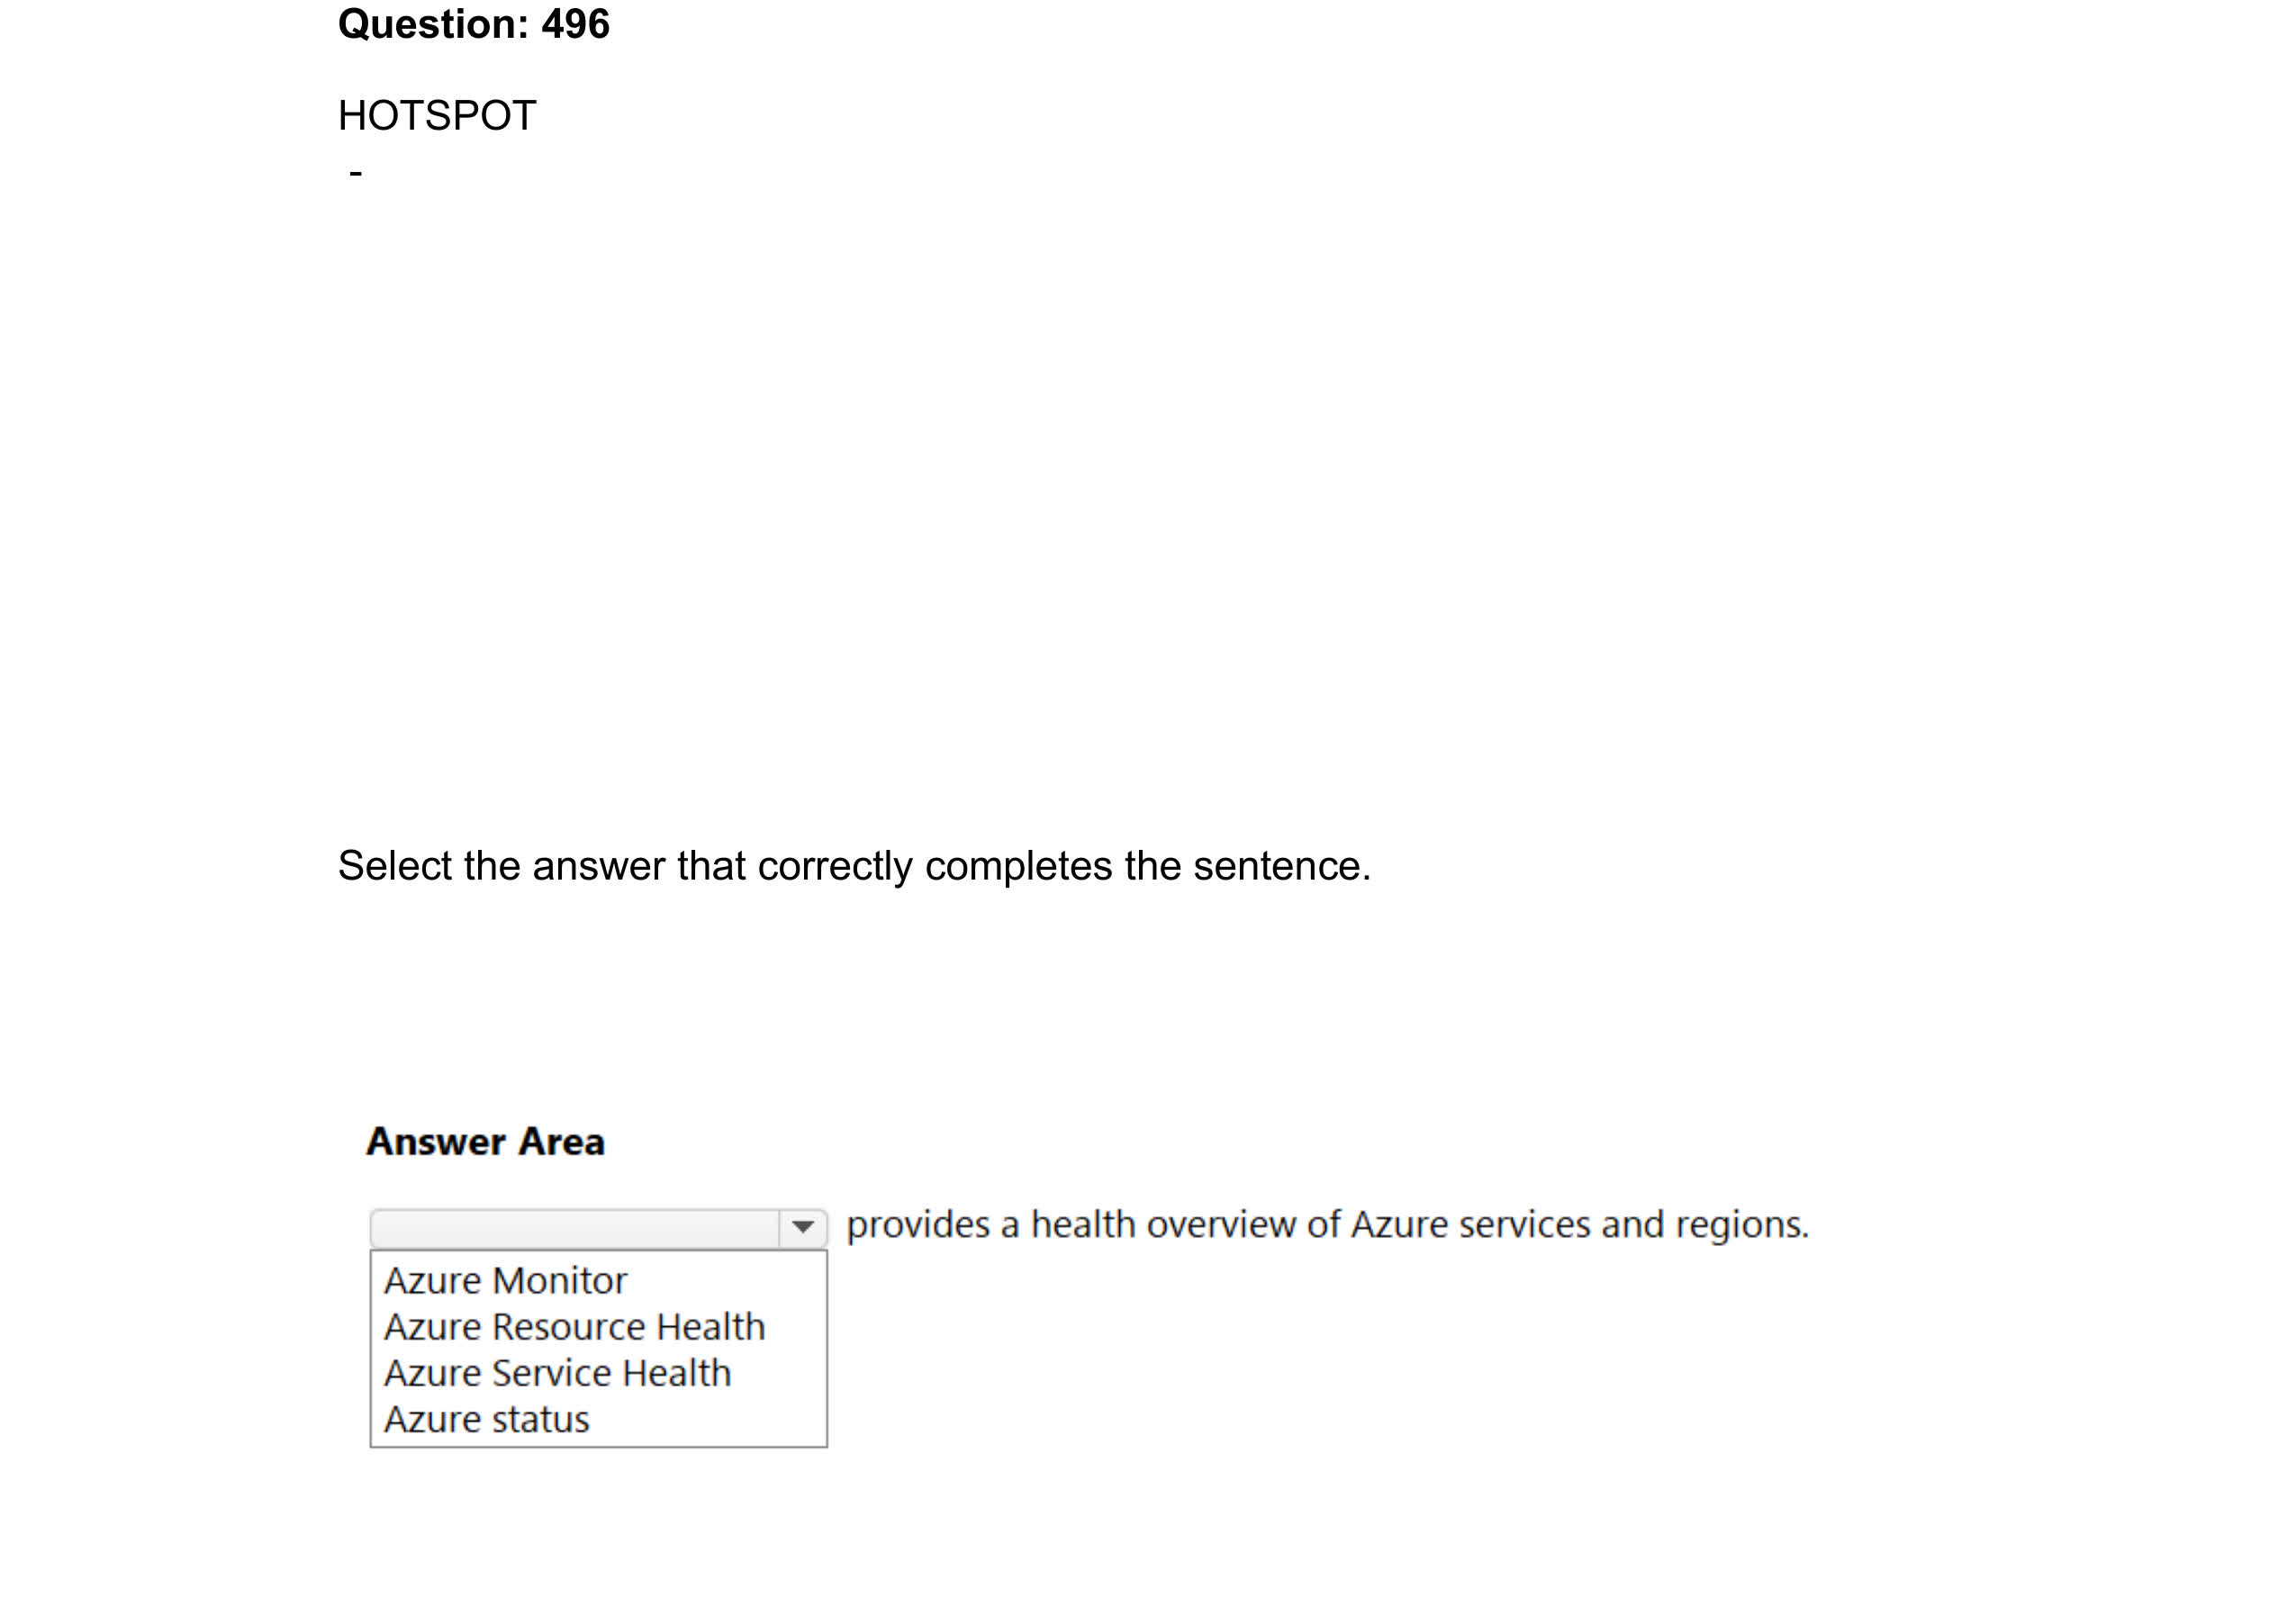 Question: 496
HOTSPOT
-
Select the answer that correctly completes the sentence.
Answer Area
provides a health overview of Azure services and regions.
Azure Monitor
Azure Resource Health
Azure Service Health
Azure status